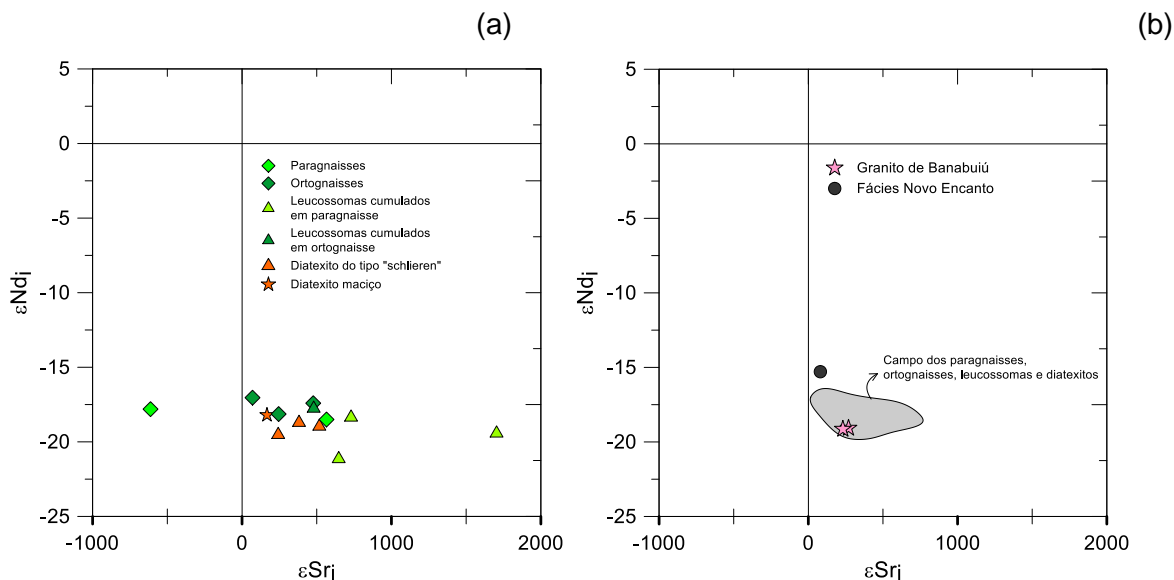 (a)
5
0
-5
-10
-15
-20
-25
-1000
0
1000
2000
εNdi
εSri
Paragnaisses
Ortognaisses
Leucossomas cumulados
em paragnaisse
Leucossomas cumulados
em ortognaisse
Diatexito do tipo "schlieren"
Diatexito maciço
(b)
5
0
-5
-10
-15
-20
-25
-1000
0
1000
2000
εNdi
εSri
Granito de Banabuiú
Fácies Novo Encanto
Campo dos paragnaisses,
ortognaisses, leucossomas e diatexitos